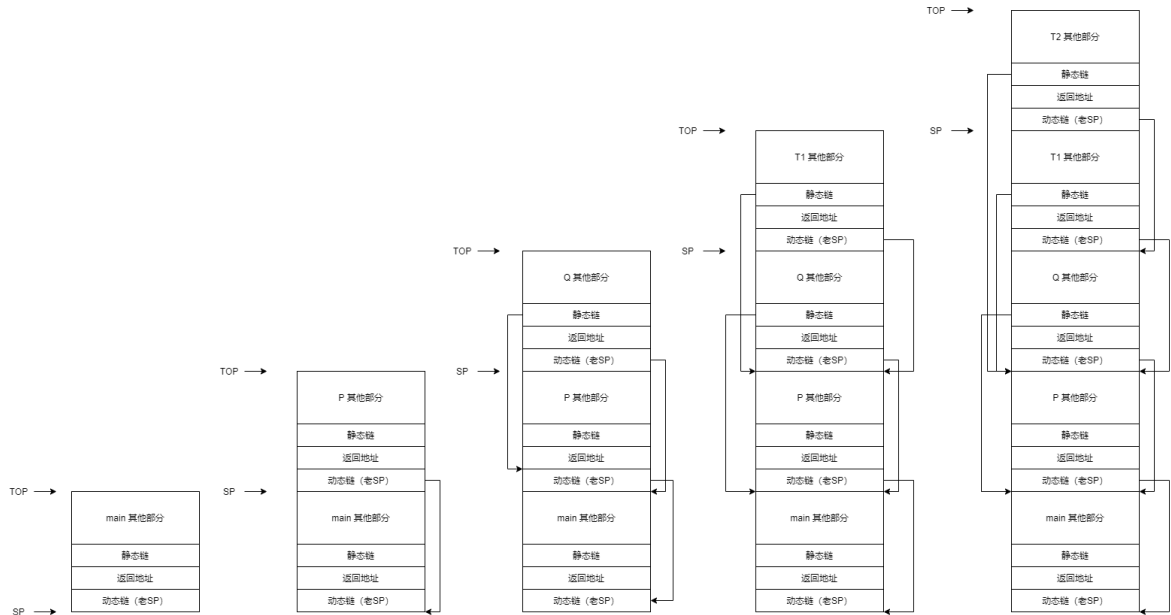 TOP
main 其他部分
静态链
返回地址
动态链（老SP）
SP
TOP
P 其他部分
静态链
返回地址
动态链（老SP）
SP
main 其他部分
静态链
返回地址
动态链（老SP）
TOP
Q 其他部分
静态链
返回地址
动态链（老SP）
SP
P 其他部分
静态链
返回地址
动态链（老SP）
main 其他部分
静态链
返回地址
动态链（老SP）
TOP
T1 其他部分
静态链
返回地址
动态链（老SP）
SP
Q 其他部分
静态链
返回地址
动态链（老SP）
P 其他部分
静态链
返回地址
动态链（老SP）
main 其他部分
静态链
返回地址
动态链（老SP）
TOP
T2 其他部分
静态链
返回地址
动态链（老SP）
SP
T1 其他部分
静态链
返回地址
动态链（老SP）
Q 其他部分
静态链
返回地址
动态链（老SP）
P 其他部分
静态链
返回地址
动态链（老SP）
main 其他部分
静态链
返回地址
动态链（老SP）